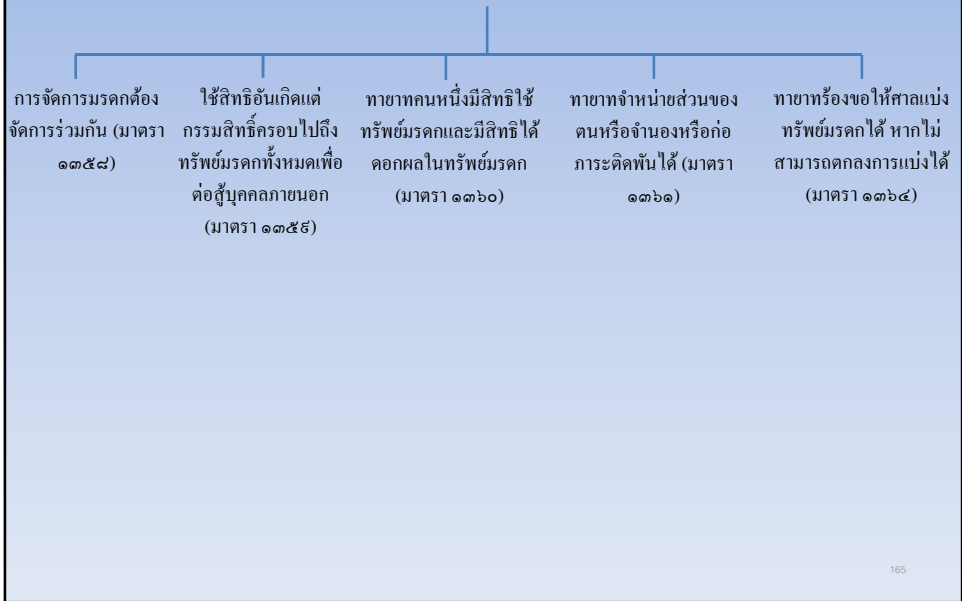 การจัดการมรดกต้อง
จัดการร่วมกัน (มาตรา
๑๓๕๘)
ใช้สิทธิอันเกิดแต่
กรรมสิทธิ์ครอบไปถึง
ทรัพย์มรดกทั้งหมดเพื่อ
ต่อสู้บุคคลภายนอก
(มาตรา ๑๓๕๙)
ทายาทคนหนึ่งมีสิทธิใช้
ทรัพย์มรดกและมีสิทธิได้
ดอกผลในทรัพย์มรดก
(มาตรา ๑๓๖๐)
ทายาทจำหน่ายส่วนของ
ตนหรือจำนองหรือก่อ
ภาระติดพันได้ (มาตรา
๑๓๖๑)
ทายาทร้องขอให้ศาลแบ่ง
ทรัพย์มรดกได้ หากไม่
สามารถตกลงการแบ่งได้
(มาตรา ๑๓๖๔)
165